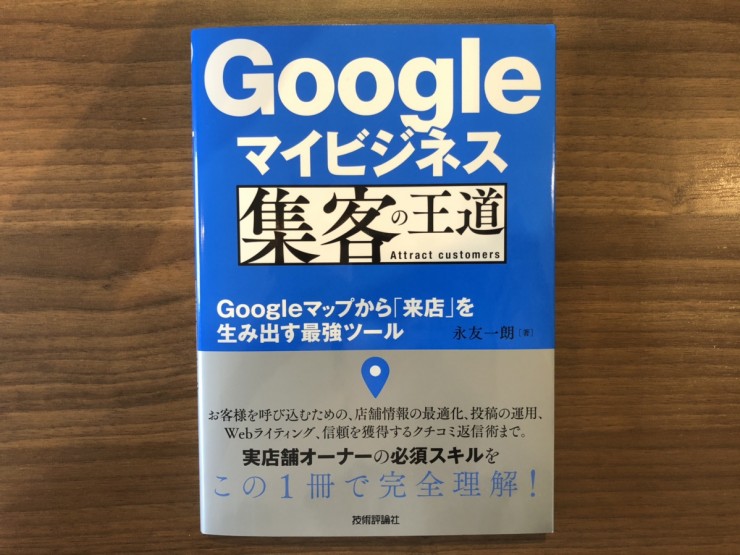 Google
マイビジネス
集客の王道
Attract customers
Googleマップから「来店」を
生み出す最強ツール
永友一朗[著]
お客様を呼び込むための、店舗情報の最適化、投稿の運用、
Webライティング、信頼を獲得するクチコミ返信術まで。
実店舗オーナーの必須スキルを
この1冊で完全理解!
技術評論社